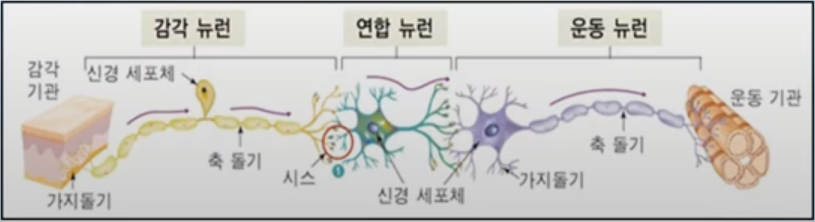 감각 뉴런
연합 뉴런
운동 뉴런
감각
기관
신경 세포체
운동 기관
축 돌기
축 돌기
시스
1
신경 세포체
가지돌기
가지돌기